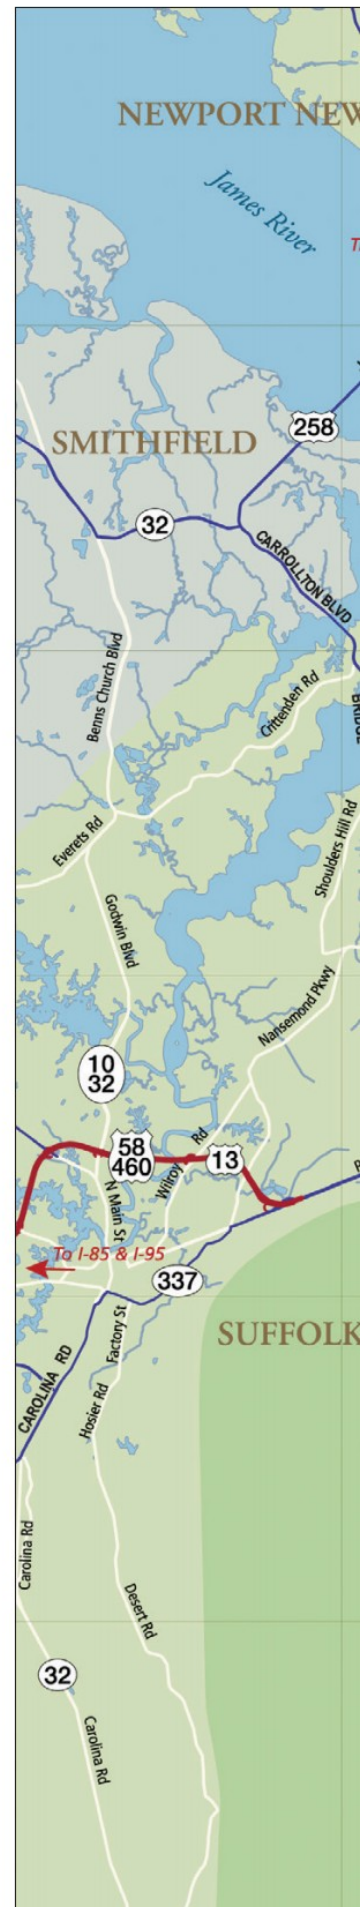 NEWPORT NEW
James River
T
258
SMITHFIELD
32
CARROLLTON BLVD
Benns Church Blvd
Crittenden Rd
BRIDGE
Everets Rd
Shoulders Hill Rd
Godwin Blvd
Nansemond Pkwy
10
32
58
460
Wilroy Rd
13
N Main St
To I-85 & I-95
337
Factory St
SUFFOLK
CAROLINA RD
Hosier Rd
Carolina Rd
Desert Rd
32
Carolina Rd